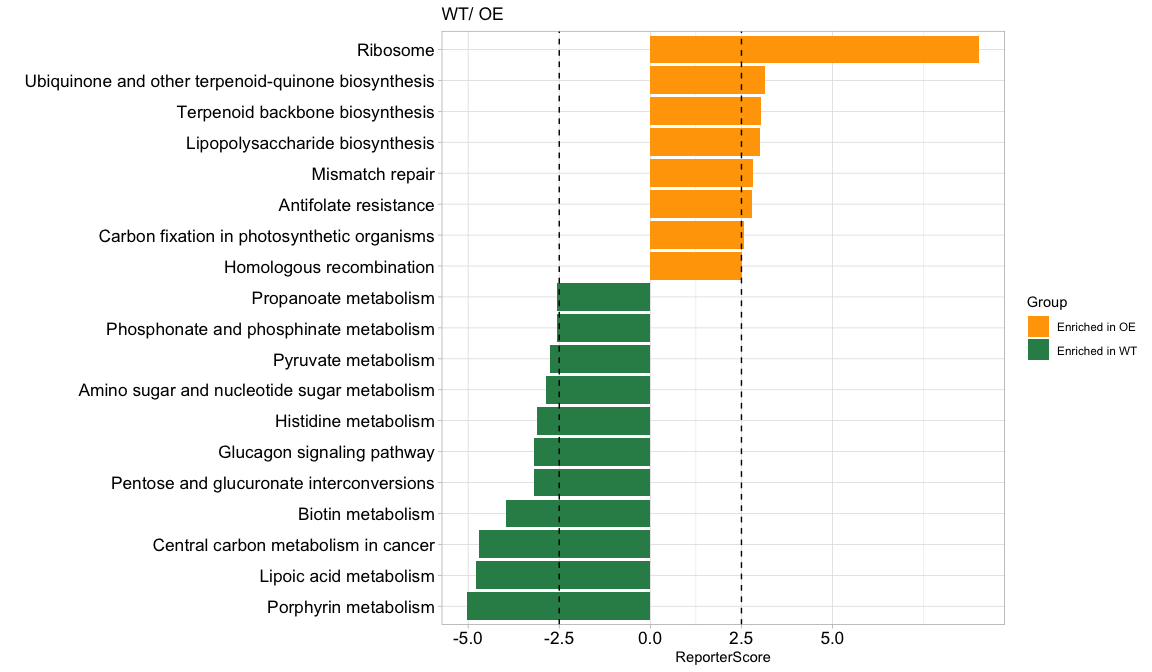 WT/ OE
Ribosome
Ubiquinone and other terpenoid-quinone biosynthesis
Terpenoid backbone biosynthesis
Lipopolysaccharide biosynthesis
Mismatch repair
Antifolate resistance
Carbon fixation in photosynthetic organisms
Homologous recombination
Propanoate metabolism
Phosphonate and phosphinate metabolism
Pyruvate metabolism
Amino sugar and nucleotide sugar metabolism
Histidine metabolism
Glucagon signaling pathway
Pentose and glucuronate interconversions
Biotin metabolism
Central carbon metabolism in cancer
Lipoic acid metabolism
Porphyrin metabolism
-5.0 -2.5 0.0 2.5 5.0
ReporterScore
Group
Enriched in OE
Enriched in WT